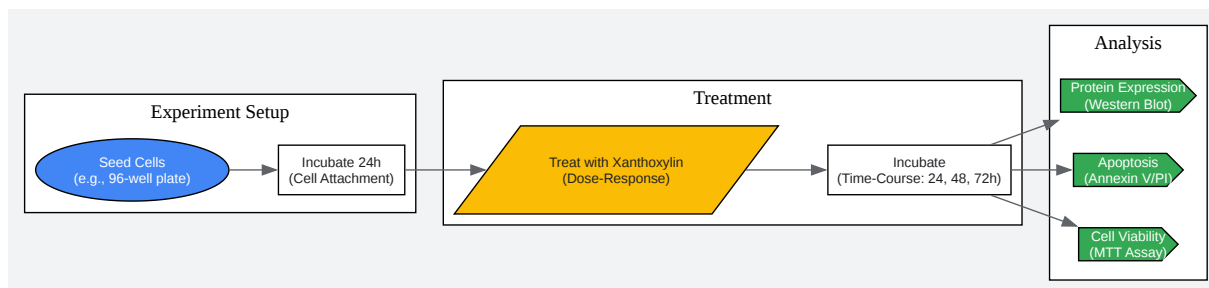 Experiment Setup
Seed Cells
(e.g., 96-well plate)
Incubate 24h
(Cell Attachment)
Treatment
Treat with Xanthoxylin
(Dose-Response)
Incubate
(Time-Course: 24, 48, 72h)
Analysis
Protein Expression
(Western Blot)
Apoptosis
(Annexin V/PI)
Cell Viability
(MTT Assay)